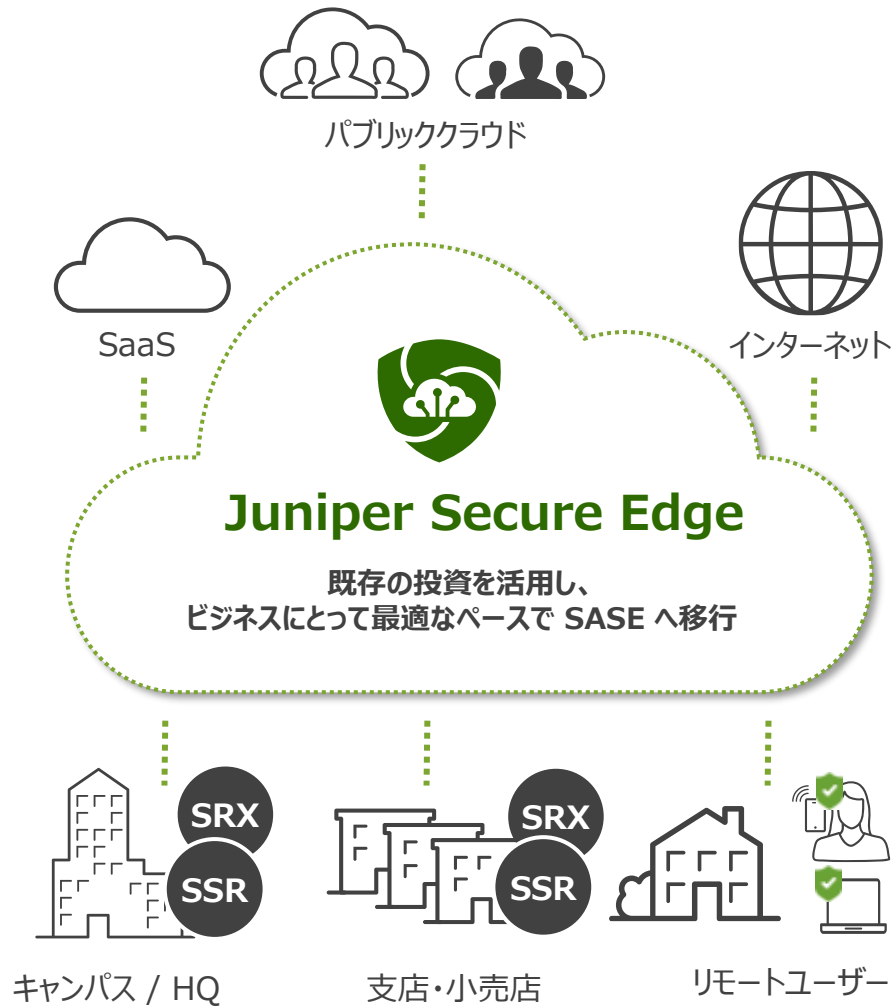 パブリッククラウド
SaaS
インターネット
Juniper Secure Edge
既存の投資を活用し、
ビジネスにとって最適なペースで SASE へ移行
SRX
SSR
SRX
SSR
キャンパス / HQ
支店・小売店
リモートユーザー